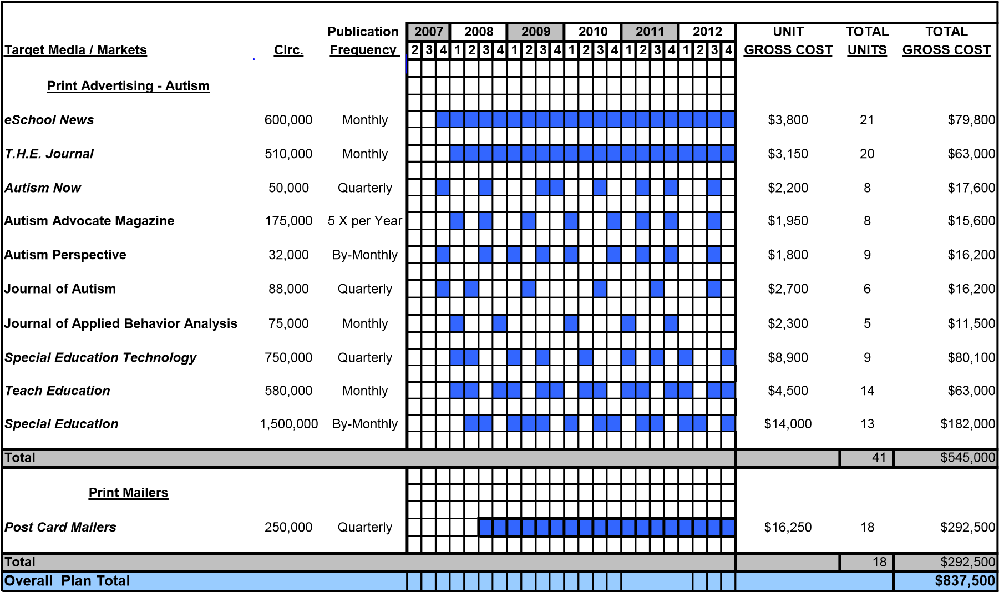 Publication 2007 2008 2009 2010 2011 2012 UNIT TOTAL TOTAL
Target Media / Markets Circ. Frequency 2 3 4 1 2 3 4 1 2 3 4 1 2 3 4 1 2 3 4 1 2 3 4 GROSS COST UNITS GROSS COST
Print Advertising - Autism
eSchool News 600,000 Monthly $3,800 21 $79,800
T.H.E. Journal 510,000 Monthly $3,150 20 $63,000
Autism Now 50,000 Quarterly $2,200 8 $17,600
Autism Advocate Magazine 175,000 5 X per Year $1,950 8 $15,600
Autism Perspective 32,000 By-Monthly $1,800 9 $16,200
Journal of Autism 88,000 Quarterly $2,700 6 $16,200
Journal of Applied Behavior Analysis 75,000 Monthly $2,300 5 $11,500
Special Education Technology 750,000 Quarterly $8,900 9 $80,100
Teach Education 580,000 Monthly $4,500 14 $63,000
Special Education 1,500,000 By-Monthly $14,000 13 $182,000
Total 41 $545,000
Print Mailers
Post Card Mailers 250,000 Quarterly $16,250 18 $292,500
Total 18 $292,500
Overall Plan Total $837,500